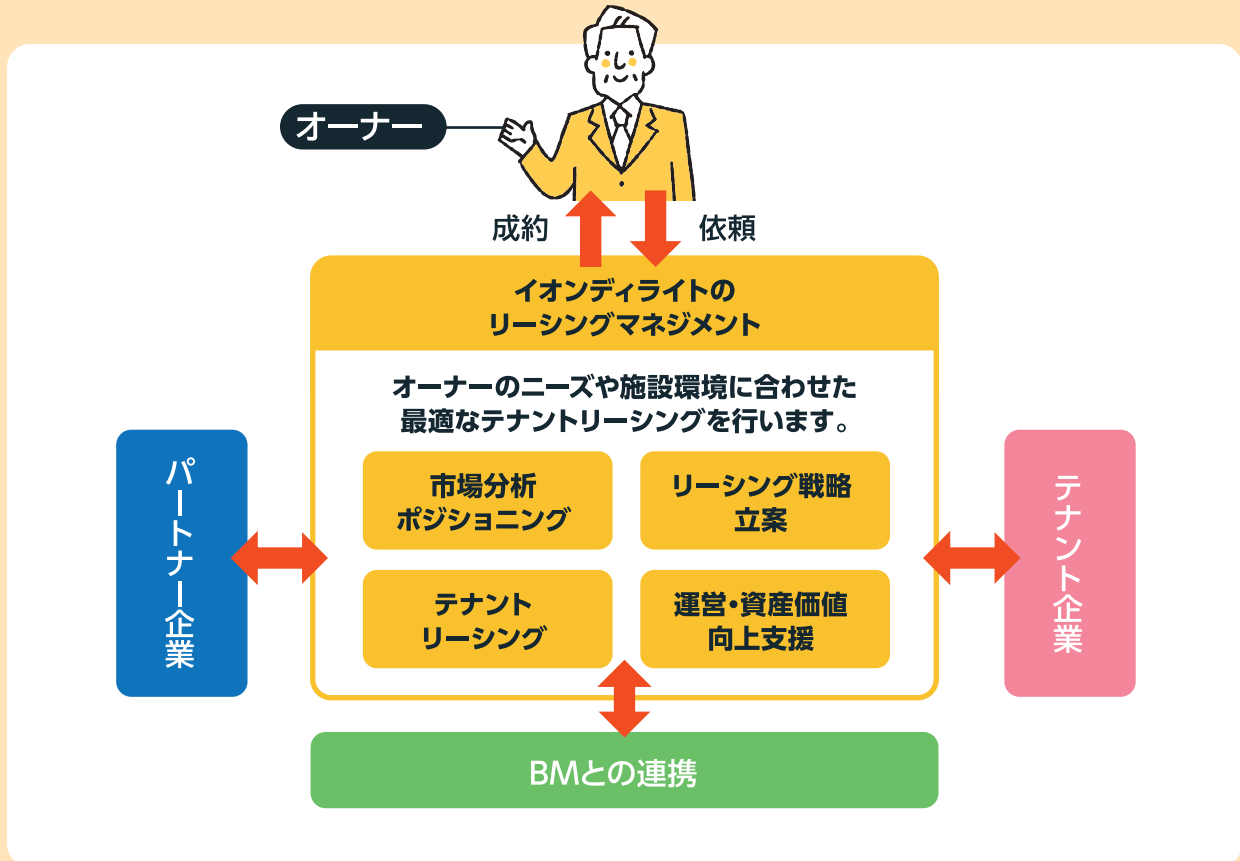 オーナー
成約
依頼
イオンディライトの
リーシングマネジメント
オーナーのニーズや施設環境に合わせた
最適なテナントリーシングを行います。
パートナー企業
市場分析
ポジショニング
リーシング戦略
立案
テナント
リーシング
運営・資産価値
向上支援
テナント企業
BMとの連携